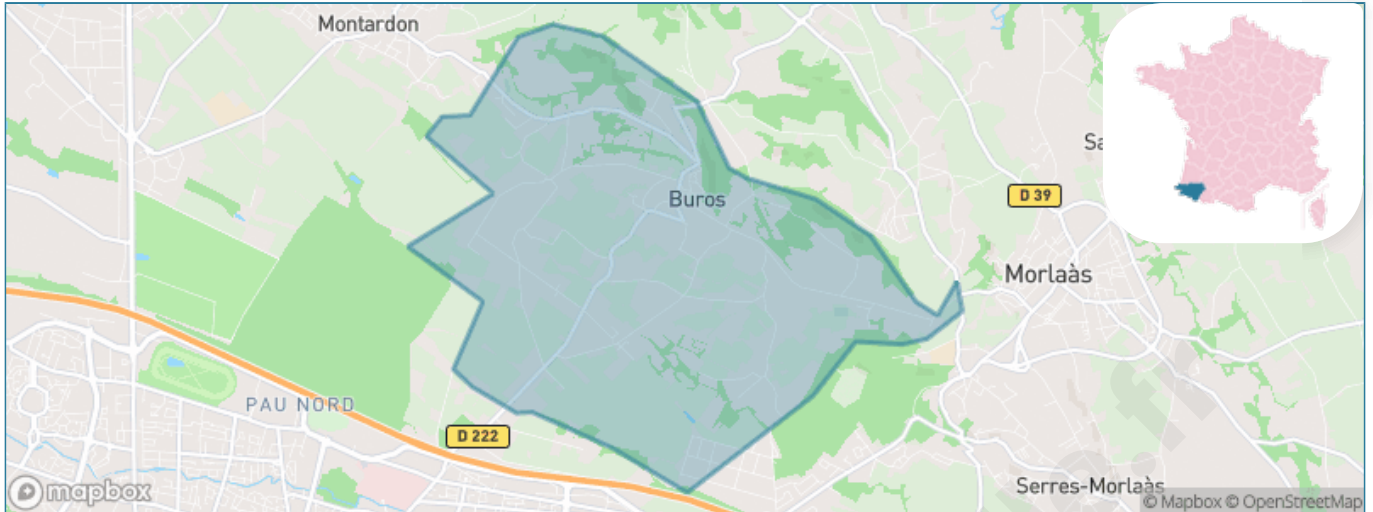 Montardon
Sa
Buros
D 39
Morlaàs
PAU NORD
D 222
Serres-Morlaàs
mapbox
© Mapbox © OpenStreetMap